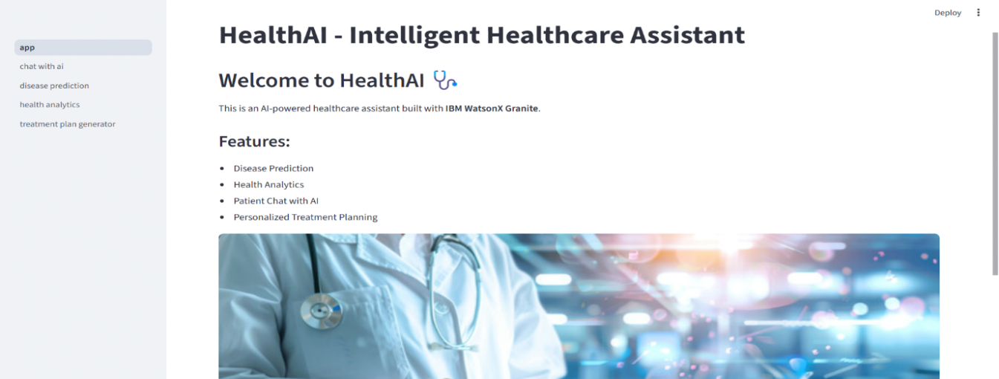 Deploy
app
chat with ai
disease prediction
health analytics
treatment plan generator
HealthAI - Intelligent Healthcare Assistant
Welcome to HealthAI 🩺
This is an AI-powered healthcare assistant built with IBM WatsonX Granite.
Features:
• Disease Prediction
• Health Analytics
• Patient Chat with AI
• Personalized Treatment Planning